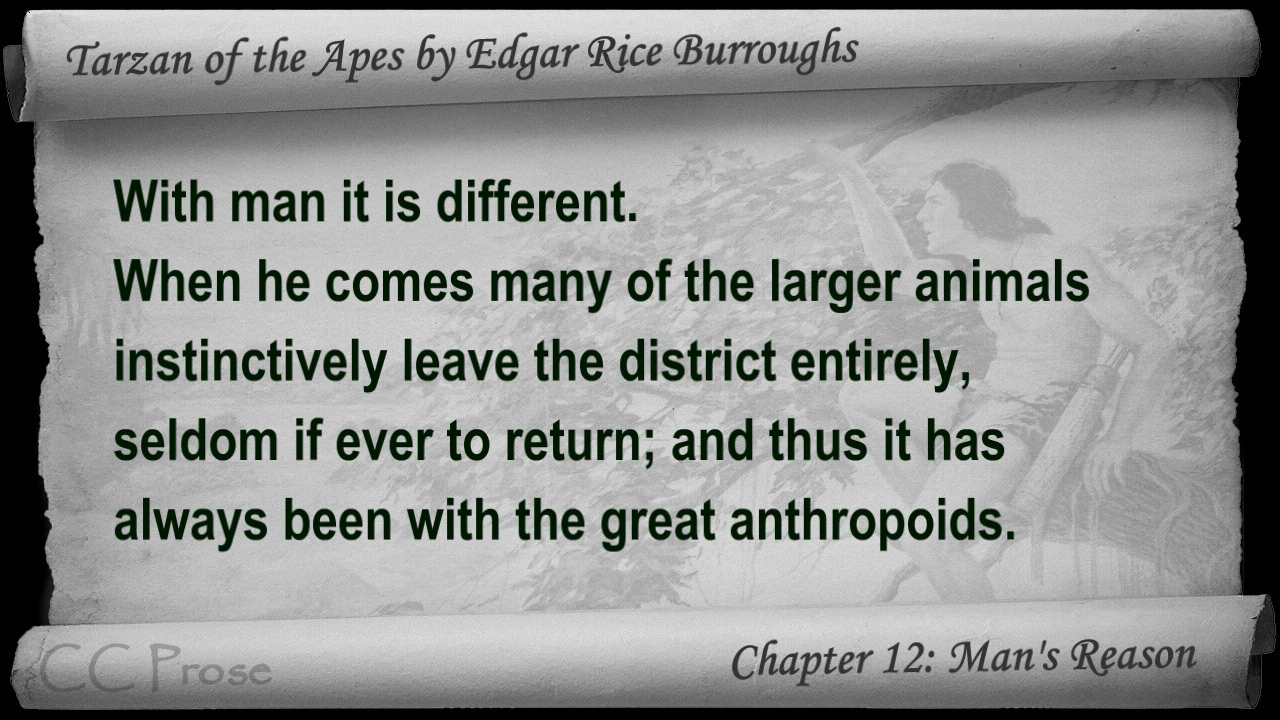 Tarzan of the Apes by Edgar Rice Burroughs
With man it is different.
When he comes many of the larger animals
instinctively leave the district entirely,
seldom if ever to return; and thus it has
always been with the great anthropoids.
CC Prose
Chapter 12: Man's Reason